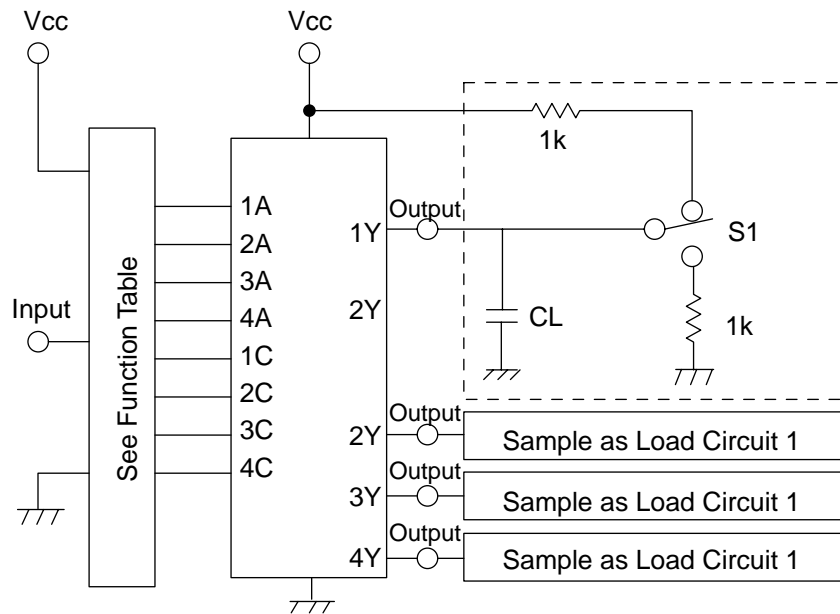 Vcc
Vcc
1k
Output
1A
1Y
S1
2A
See Function Table
3A
2Y
Input
4A
CL
1k
1C
2C
Output
3C
2Y
Sample as Load Circuit 1
4C
Output
3Y
Sample as Load Circuit 1
Output
4Y
Sample as Load Circuit 1